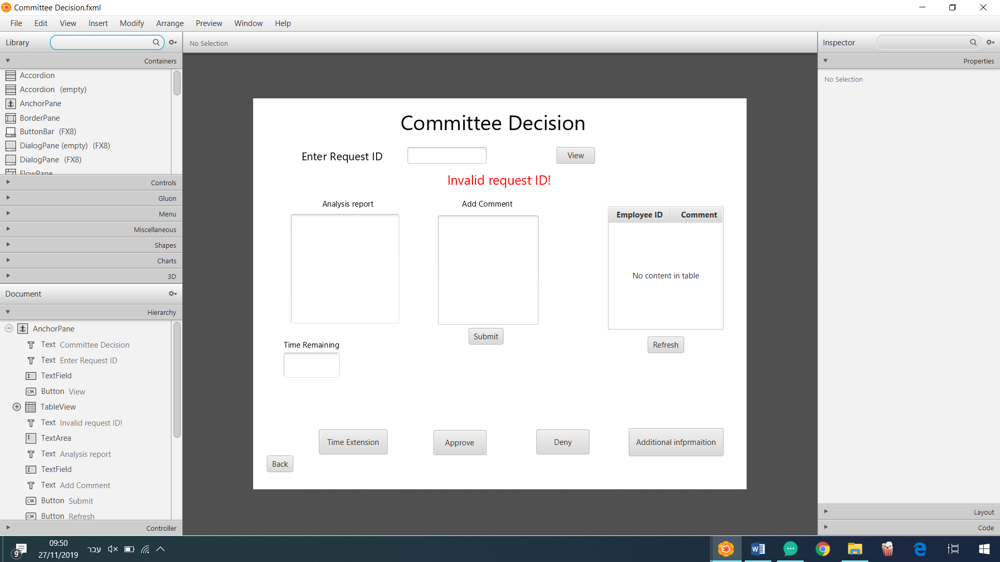 Committee Decision.fxml
File Edit View Insert Modify Arrange Preview Window Help
Library
No Selection
Inspector
Containers
Properties
Accordion
Accordion (empty)
AnchorPane
BorderPane
ButtonBar (FX8)
DialogPane (empty) (FX8)
DialogPane (FX8)
FlowPane
Controls
Gluon
Menu
Miscellaneous
Shapes
Charts
3D
Document
Hierarchy
AnchorPane
Text Committee Decision
Text Enter Request ID
TextField
Button View
TableView
Text Invalid request ID!
TextArea
Text Analysis report
TextField
Text Add Comment
Button Submit
Button Refresh
Controller
Committee Decision
Enter Request ID
View
Invalid request ID!
Analysis report
Add Comment
Employee ID Comment
No content in table
Submit
Refresh
Time Remaining
Time Extension
Approve
Deny
Additional infprmaition
Back
No Selection
Layout
Code
9
09:50
27/11/2019
עבר